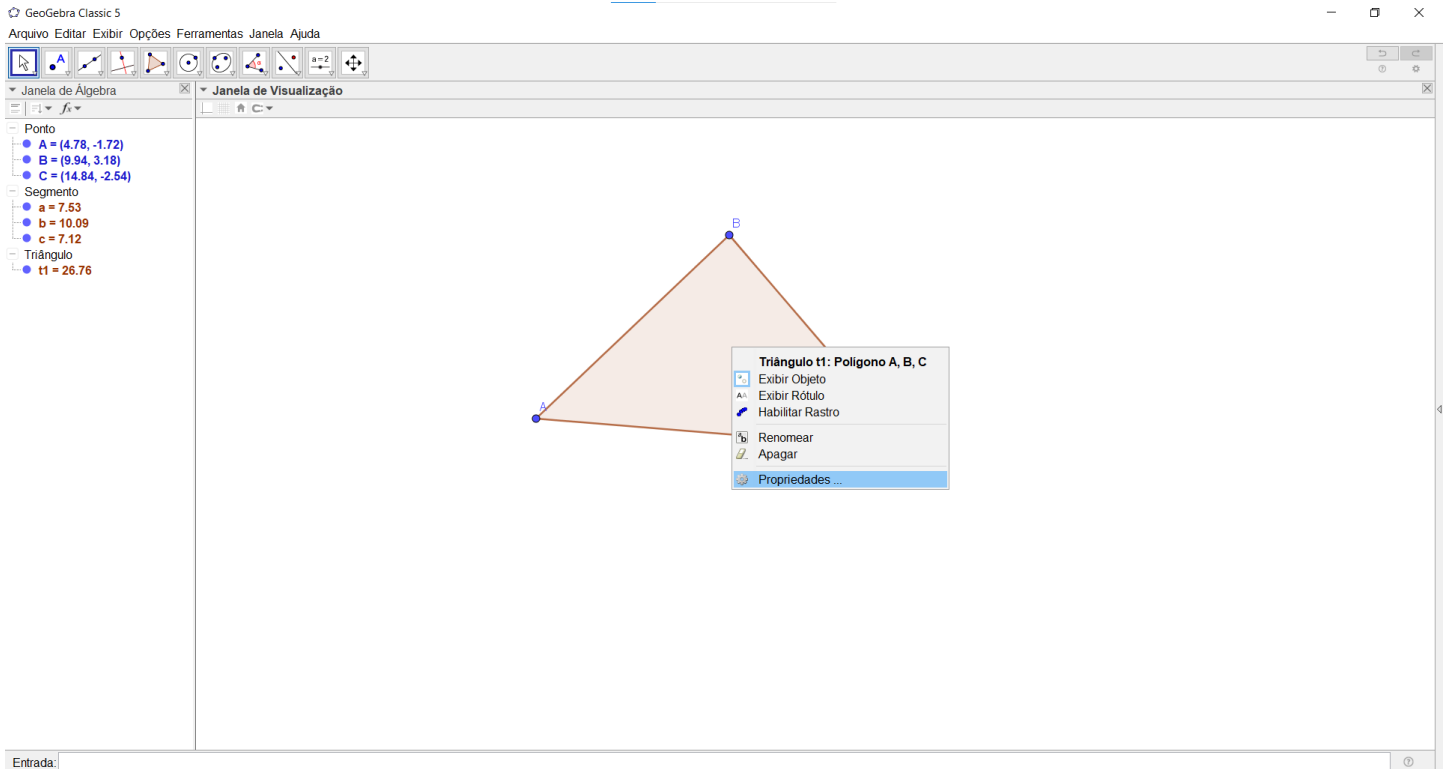 GeoGebra Classic 5
Arquivo Editar Exibir Opções Ferramentas Janela Ajuda
A
a=2
Janela de Álgebra
Janela de Visualização
fx
Ponto
A = (4.78, -1.72)
B = (9.94, 3.18)
C = (14.84, -2.54)
Segmento
a = 7.53
b = 10.09
c = 7.12
Triângulo
t1 = 26.76
B
A
Triângulo t1: Polígono A, B, C
Exibir Objeto
AA Exibir Rótulo
Habilitar Rastro
Renomear
Apagar
Propriedades ...
Entrada: